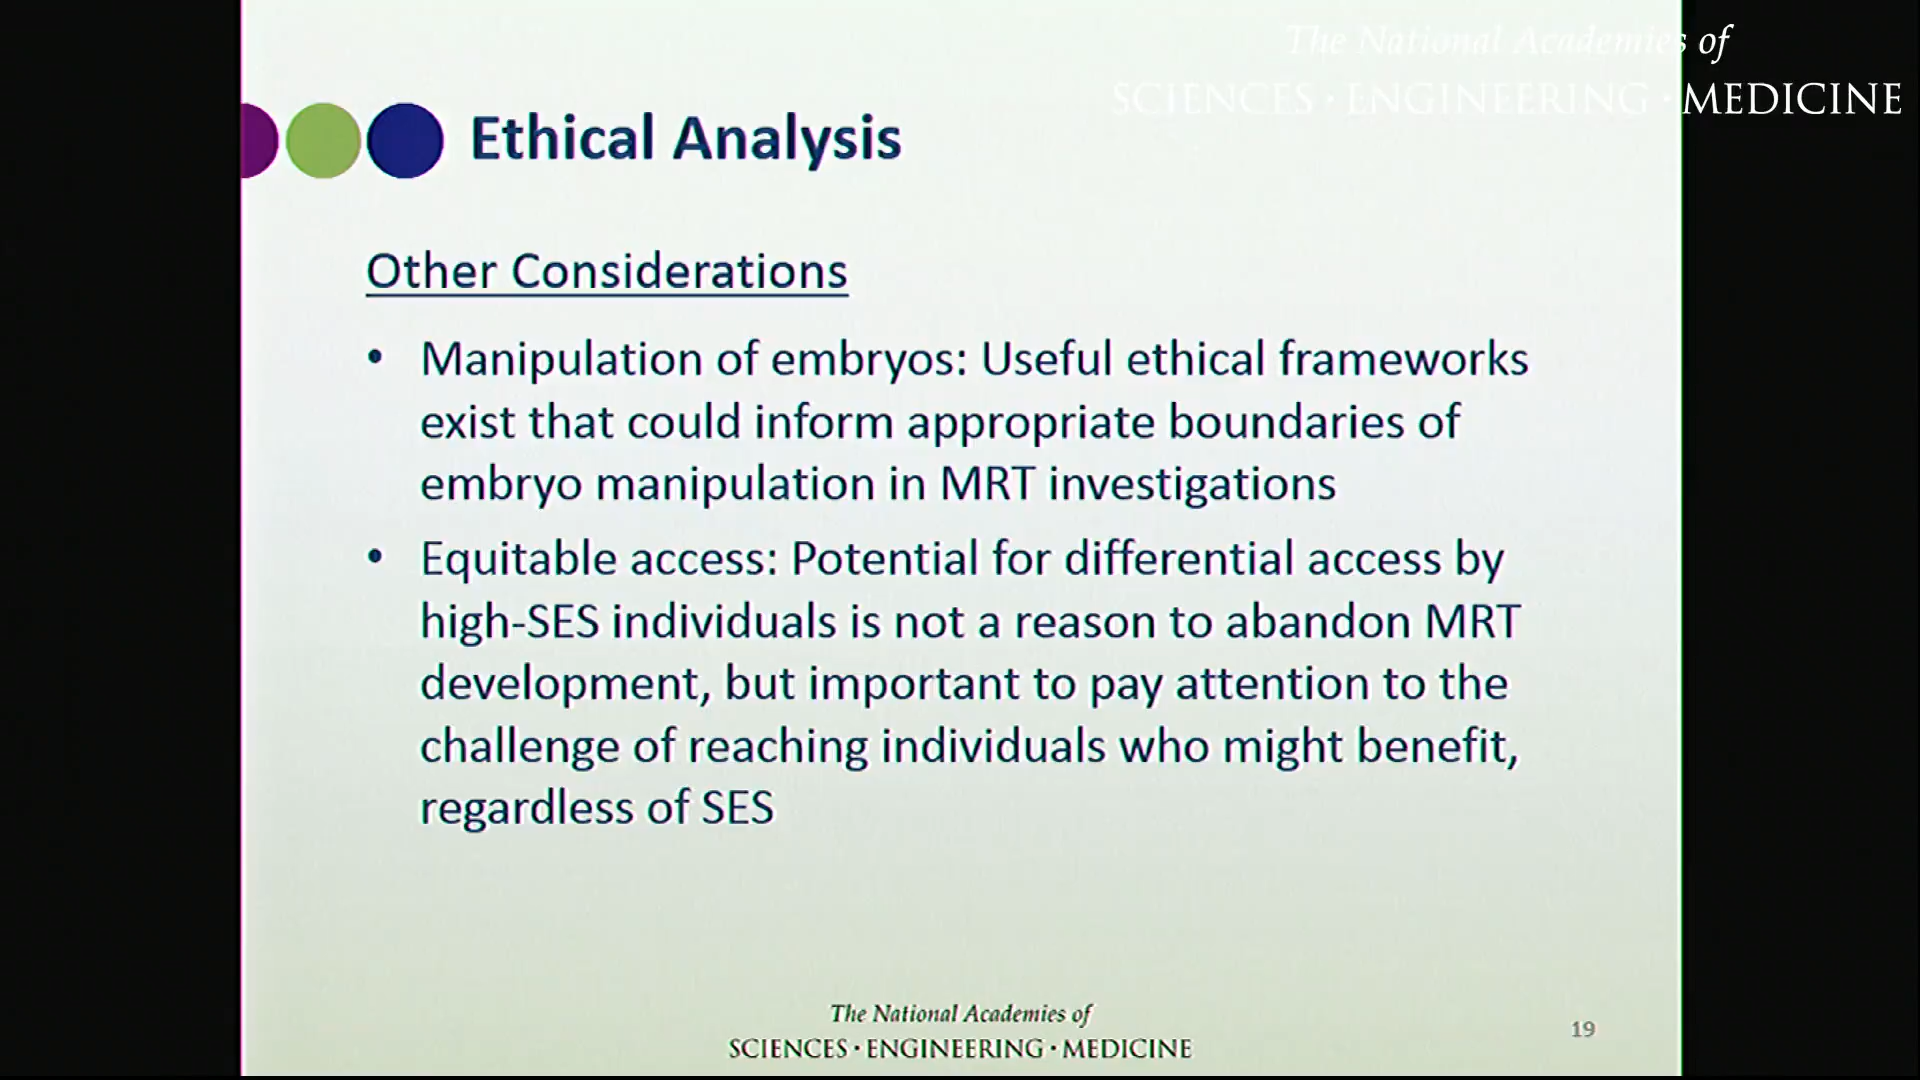 The National Academies of
SCIENCES · ENGINEERING · MEDICINE
Ethical Analysis
Other Considerations
• Manipulation of embryos: Useful ethical frameworks
exist that could inform appropriate boundaries of
embryo manipulation in MRT investigations
• Equitable access: Potential for differential access by
high-SES individuals is not a reason to abandon MRT
development, but important to pay attention to the
challenge of reaching individuals who might benefit,
regardless of SES
The National Academies of
SCIENCES · ENGINEERING · MEDICINE
19